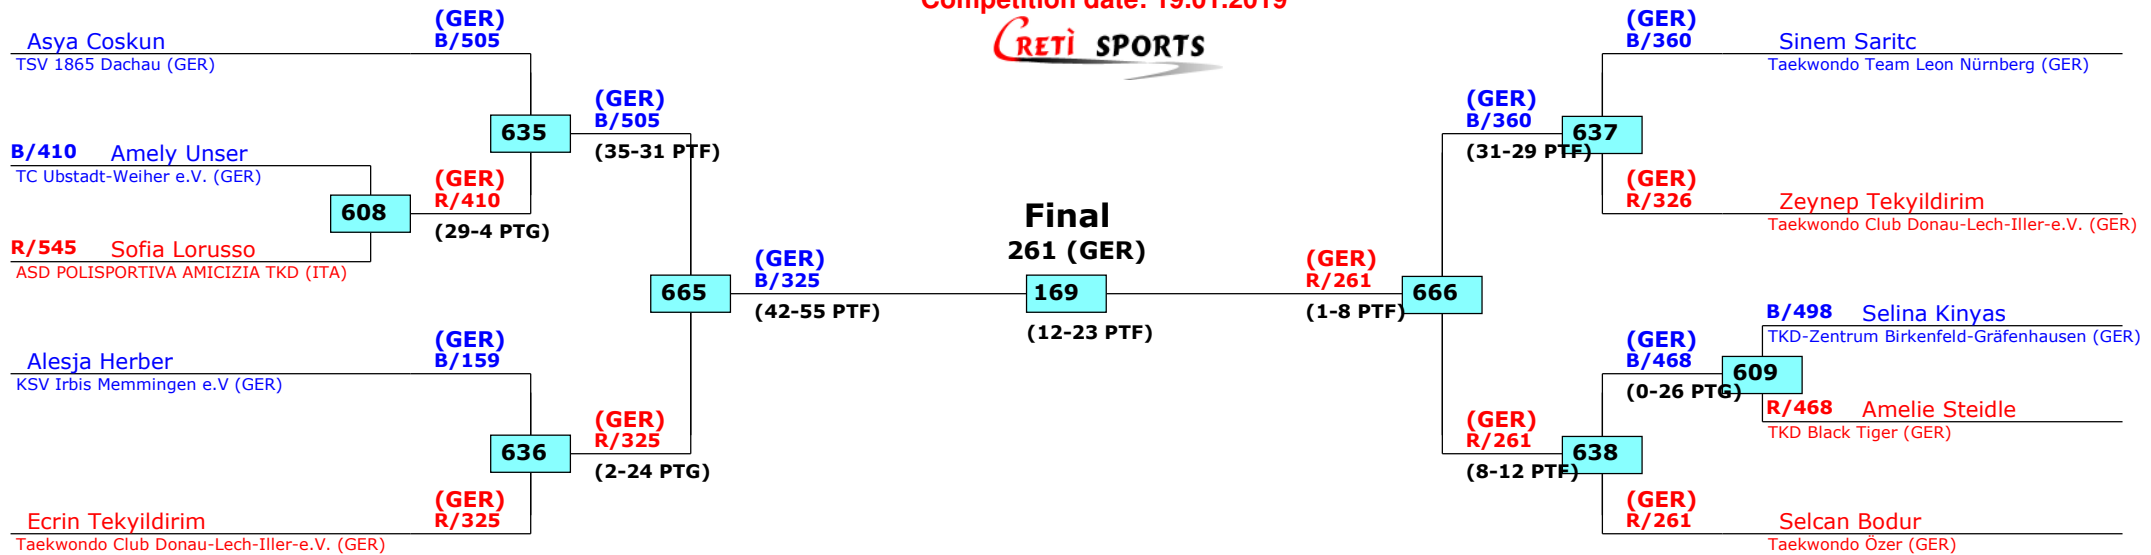 Competition date: 19.01.2019
CRETÌ SPORTS
(GER)
B/505
Asya Coskun
TSV 1865 Dachau (GER)
B/410 Amely Unser
TC Ubstadt-Weiher e.V. (GER)
R/545 Sofia Lorusso
ASD POLISPORTIVA AMICIZIA TKD (ITA)
608
(GER)
R/410
(29-4 PTG)
635
(GER)
B/505
(35-31 PTF)
(GER)
B/159
Alesja Herber
KSV Irbis Memmingen e.V (GER)
(GER)
R/325
Ecrin Tekyildirim
Taekwondo Club Donau-Lech-Iller-e.V. (GER)
636
(GER)
R/325
(2-24 PTG)
665
(GER)
B/325
(42-55 PTF)
Final
261 (GER)
169
(12-23 PTF)
(GER)
R/261
(1-8 PTF)
666
(GER)
B/360
(31-29 PTF)
637
(GER)
B/360
Sinem Saritc
Taekwondo Team Leon Nürnberg (GER)
(GER)
R/326
Zeynep Tekyildirim
Taekwondo Club Donau-Lech-Iller-e.V. (GER)
(GER)
R/261
(8-12 PTF)
638
(GER)
B/468
(0-26 PTG)
609
B/498 Selina Kinyas
TKD-Zentrum Birkenfeld-Gräfenhausen (GER)
R/468 Amelie Steidle
TKD Black Tiger (GER)
(GER)
R/261
Selcan Bodur
Taekwondo Özer (GER)